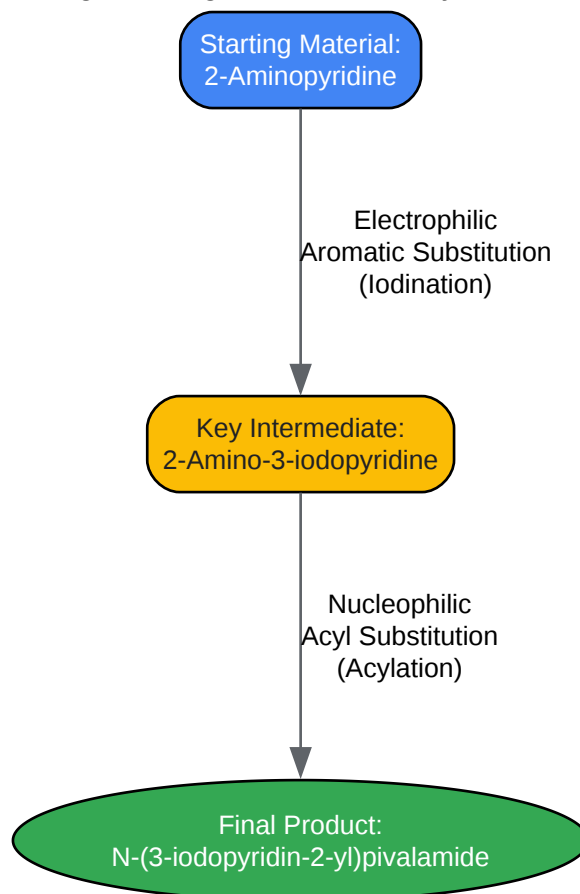 Starting Material:
2-Aminopyridine
Electrophilic
Aromatic Substitution
(Iodination)
Key Intermediate:
2-Amino-3-iodopyridine
Nucleophilic
Acyl Substitution
(Acylation)
Final Product:
N-(3-iodopyridin-2-yl)pivalamide